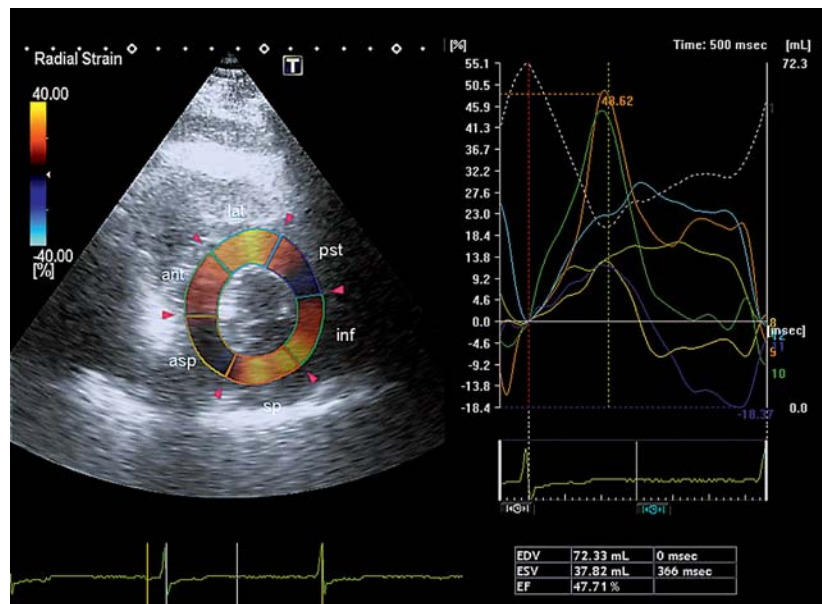 Radial Strain
40.00
-40.00
[%]
T
lat
pst
ant
inf
asp
sp
[%]
Time: 500 msec
[mL]
55.1
72.3
50.5
45.9
41.3
36.7
32.2
27.6
23.0
18.4
13.8
9.2
4.6
0.0
-4.6
-9.2
-13.8
-18.4
48.62
1
8
[msec]
12
11
9
10
-18.37
0.0
EDV 72.33 mL 0 msec
ESV 37.82 mL 366 msec
EF 47.71 %